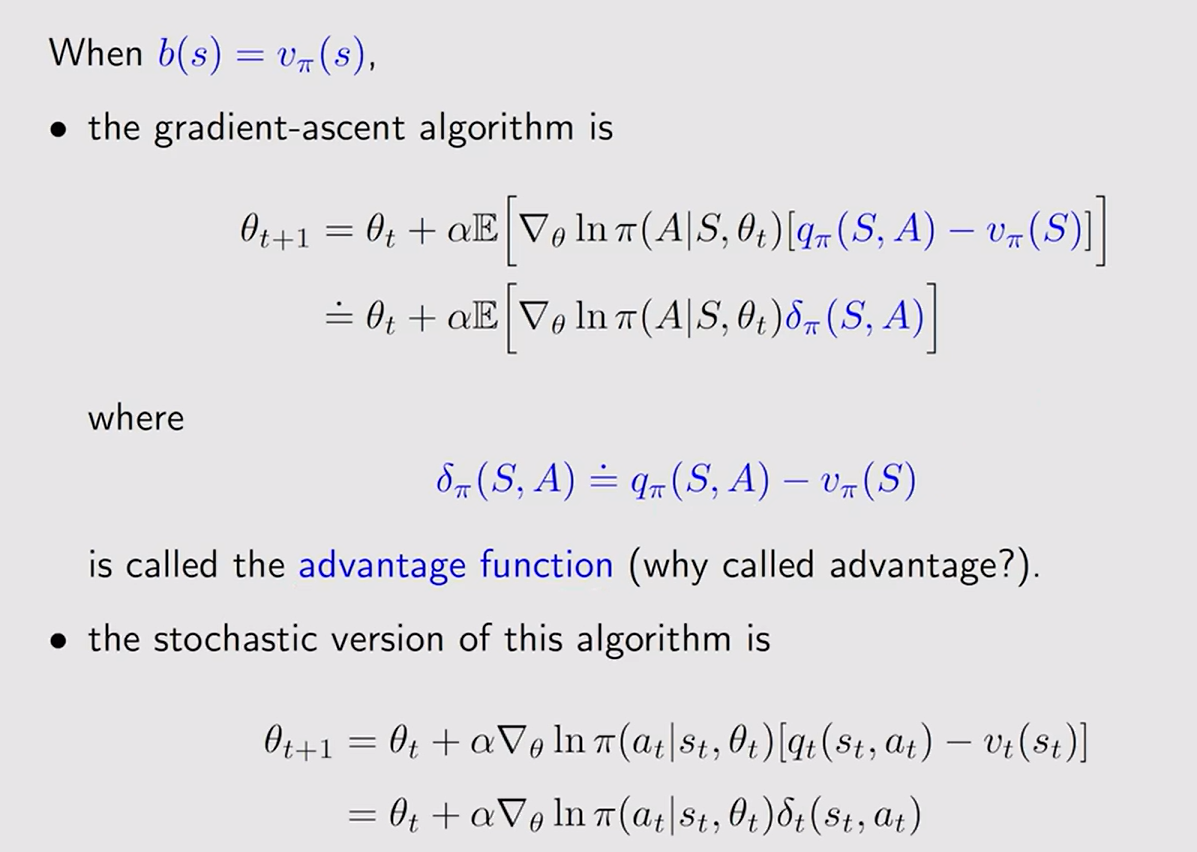 When b(s) = vπ(s),
• the gradient-ascent algorithm is
θ_{t+1} = θ_t + α𝔼[∇_θ ln π(A|S, θ_t)[q_π(S, A) − v_π(S)]]
≐ θ_t + α𝔼[∇_θ ln π(A|S, θ_t)δ_π(S, A)]
where
δ_π(S, A) ≐ q_π(S, A) − v_π(S)
is called the advantage function (why called advantage?).
• the stochastic version of this algorithm is
θ_{t+1} = θ_t + α∇_θ ln π(a_t|s_t, θ_t)[q_t(s_t, a_t) − v_t(s_t)]
= θ_t + α∇_θ ln π(a_t|s_t, θ_t)δ_t(s_t, a_t)